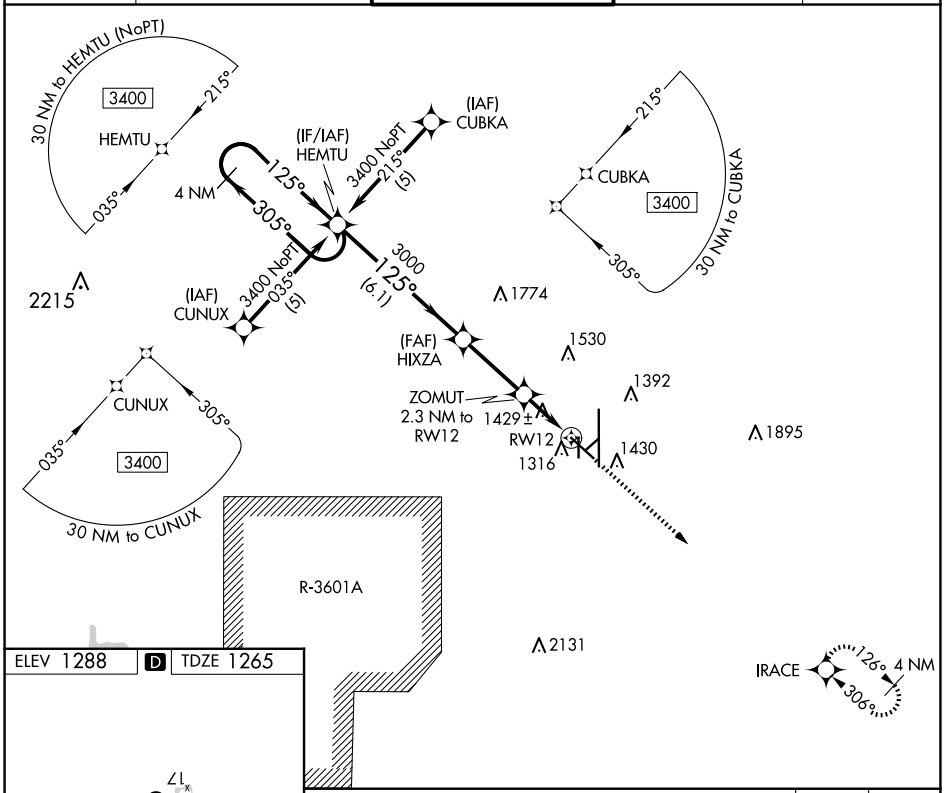 30 NM to HEMTU (NoPT)
3400
215°
HEMTU
035°
(IF/IAF)
HEMTU
(IAF)
CUBKA
3400 NoPT
215°
(5)
125°
4 NM
305°
215°
CUBKA
3400
305°
30 NM to CUBKA
2215
(IAF)
CUNUX
3400 NoPT
035°
(5)
3000
125°
(6.1)
1774
(FAF)
HIXZA
1530
1392
ZOMUT
2.3 NM to
RW12
1429 ±
RW12
1316
1430
1895
CUNUX
305°
035°
3400
30 NM to CUNUX
R-3601A
2131
IRACE
126°
4 NM
306°
ELEV 1288
D
TDZE 1265
17